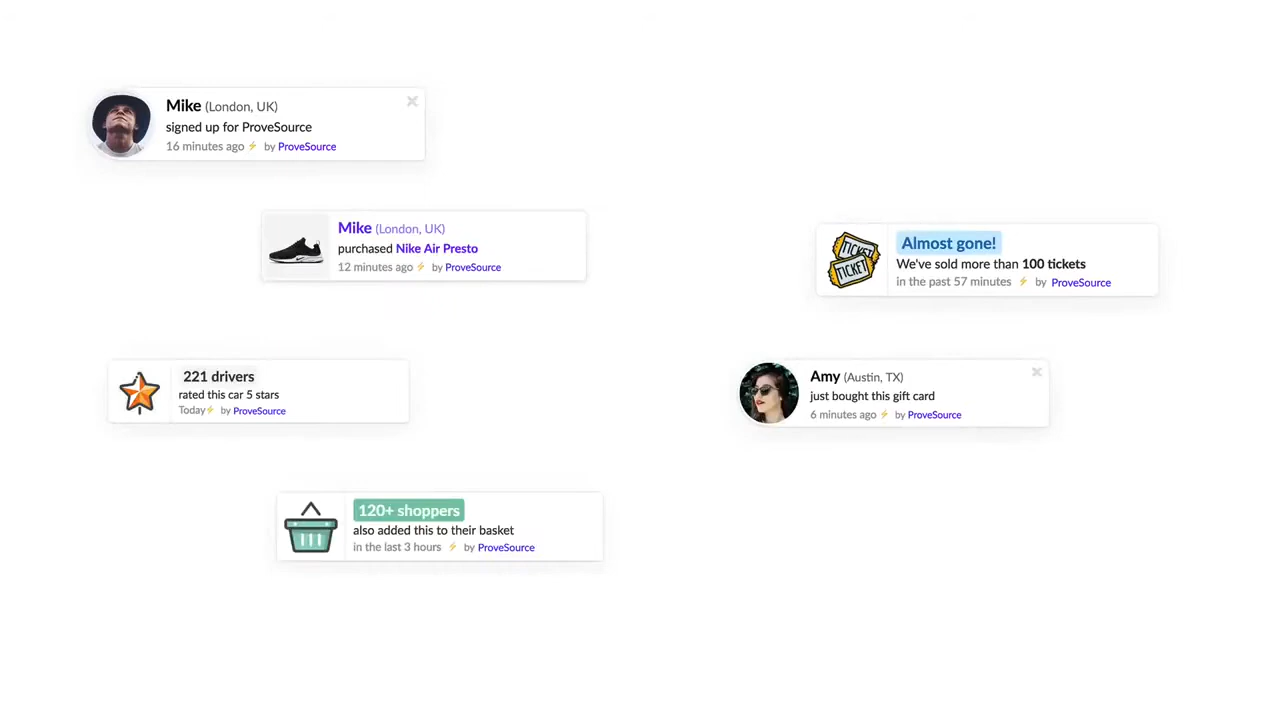 Mike (London, UK)
signed up for ProveSource
16 minutes ago ⚡ by ProveSource
Mike (London, UK)
purchased Nike Air Presto
12 minutes ago ⚡ by ProveSource
TICKET
TICKET
Almost gone!
We've sold more than 100 tickets
in the past 57 minutes ⚡ by ProveSource
221 drivers
rated this car 5 stars
Today⚡ by ProveSource
Amy (Austin, TX)
just bought this gift card
6 minutes ago ⚡ by ProveSource
120+ shoppers
also added this to their basket
in the last 3 hours ⚡ by ProveSource